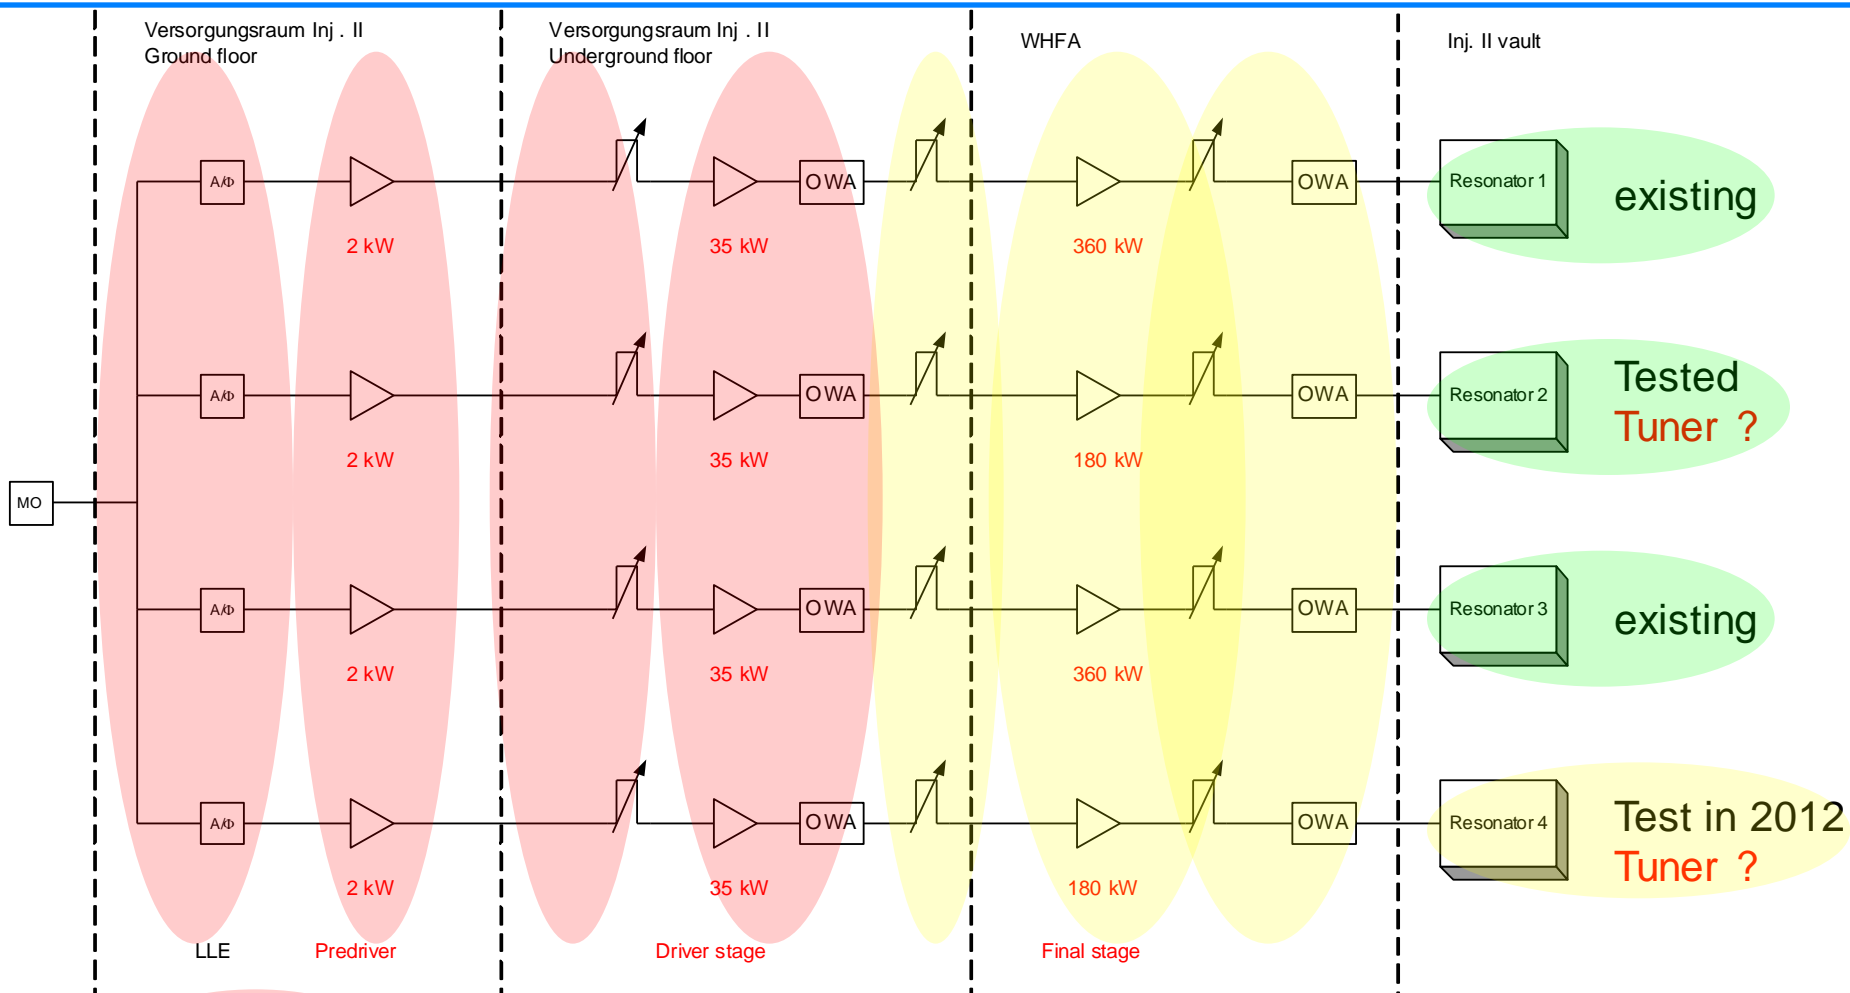 Versorgungsraum Inj . II
Ground floor
Versorgungsraum Inj . II
Underground floor
WHFA
Inj. II vault
A/Φ
OWA
OWA
Resonator 1
existing
2 kW
35 kW
360 kW
A/Φ
OWA
OWA
Resonator 2
Tested
Tuner ?
2 kW
35 kW
180 kW
MO
A/Φ
OWA
OWA
Resonator 3
existing
2 kW
35 kW
360 kW
A/Φ
OWA
OWA
Resonator 4
Test in 2012
Tuner ?
2 kW
35 kW
180 kW
LLE
Predriver
Driver stage
Final stage